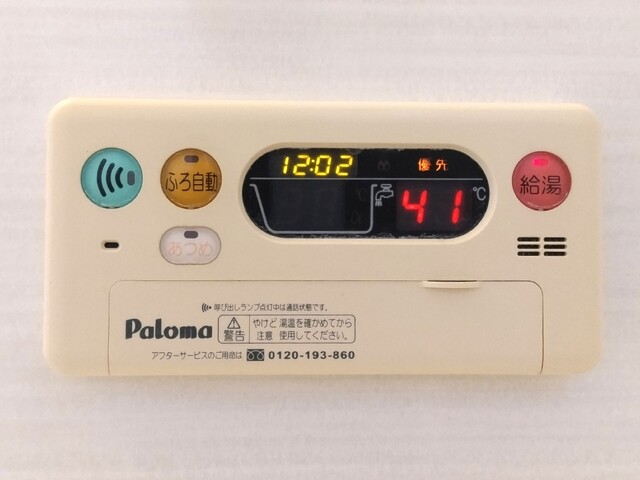 12:02 優先
ふろ自動 給湯
41 ℃
あつめ
呼び出しランプ点灯中は通話状態です。
Paloma
警告
やけど 湯温を確かめてから
注意 使用してください。
アフターサービスのご用命は 0120-193-860